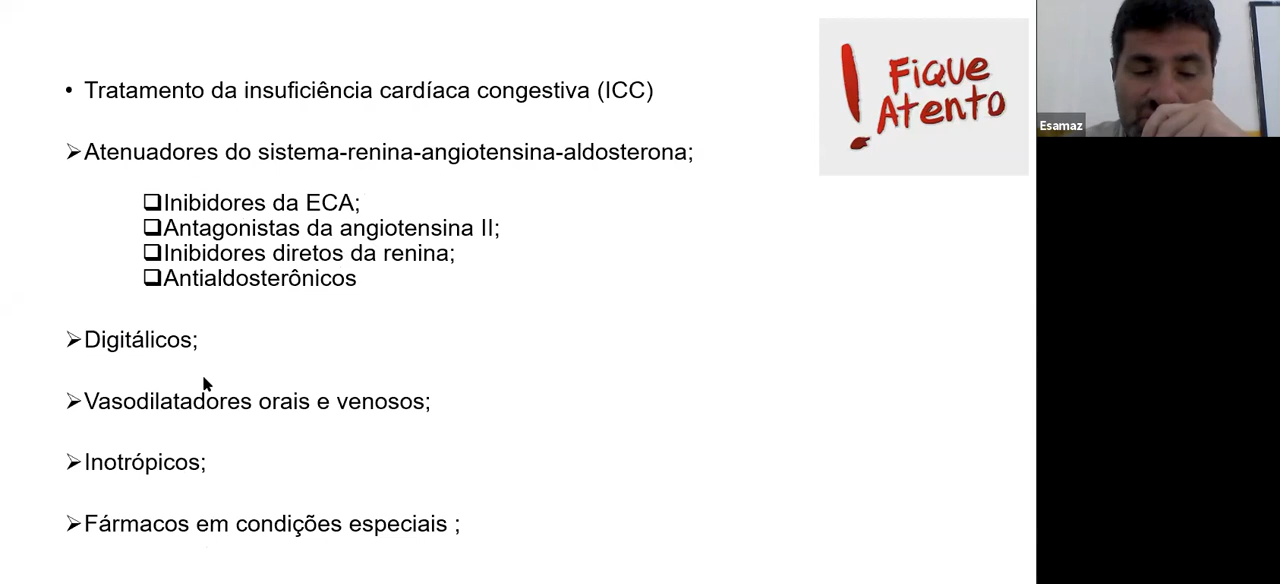 • Tratamento da insuficiência cardíaca congestiva (ICC)
➢Atenuadores do sistema-renina-angiotensina-aldosterona;
❑Inibidores da ECA;
❑Antagonistas da angiotensina II;
❑Inibidores diretos da renina;
❑Antialdosterônicos
➢Digitálicos;
➢Vasodilatadores orais e venosos;
➢Inotrópicos;
➢Fármacos em condições especiais ;
! Fique
Atento
Esamaz